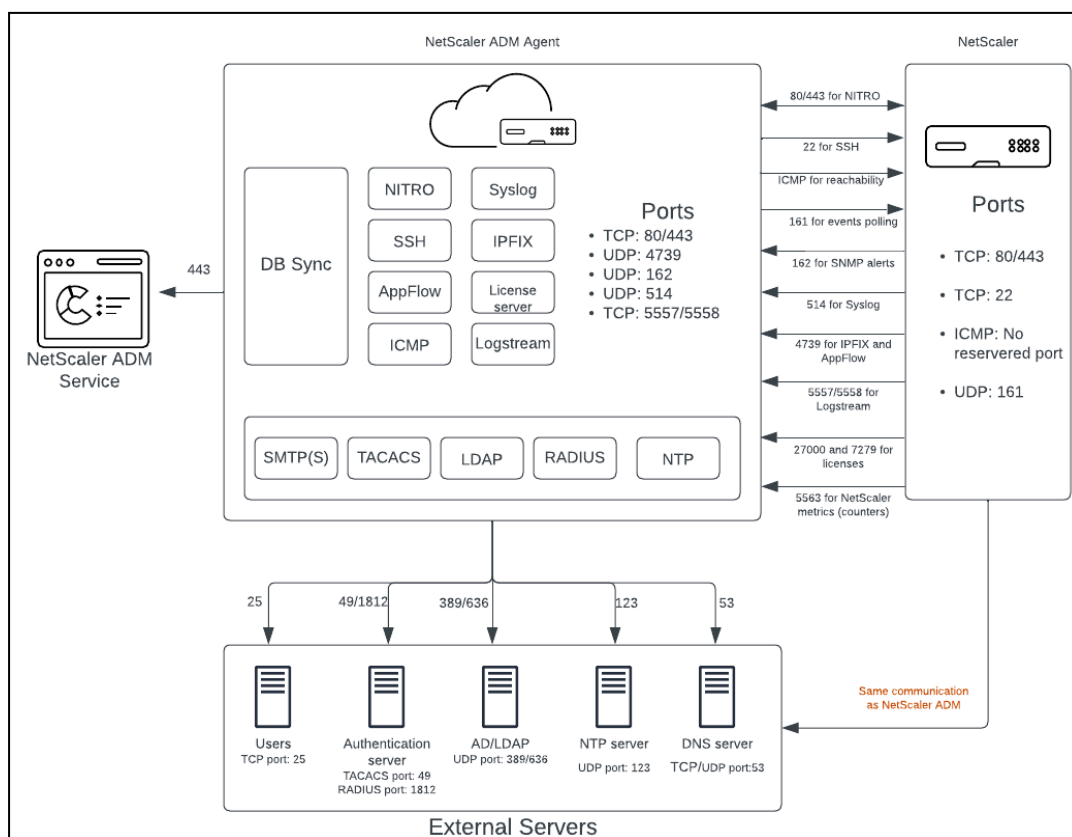 NetScaler ADM Agent
NetScaler
DB Sync
NITRO
Syslog
SSH
IPFIX
AppFlow
License
server
ICMP
Logstream
Ports
• TCP: 80/443
• UDP: 4739
• UDP: 162
• UDP: 514
• TCP: 5557/5558
SMTP(S)
TACACS
LDAP
RADIUS
NTP
443
NetScaler ADM
Service
80/443 for NITRO
22 for SSH
ICMP for reachability
161 for events polling
162 for SNMP alerts
514 for Syslog
4739 for IPFIX and
AppFlow
5557/5558 for
Logstream
27000 and 7279 for
licenses
5563 for NetScaler
metrics (counters)
Ports
• TCP: 80/443
• TCP: 22
• ICMP: No
reservered port
• UDP: 161
25
49/1812
389/636
123
53
Users
TCP port: 25
Authentication
server
TACACS port: 49
RADIUS port: 1812
AD/LDAP
UDP port: 389/636
NTP server
UDP port: 123
DNS server
TCP/UDP port:53
Same communication
as NetScaler ADM
External Servers